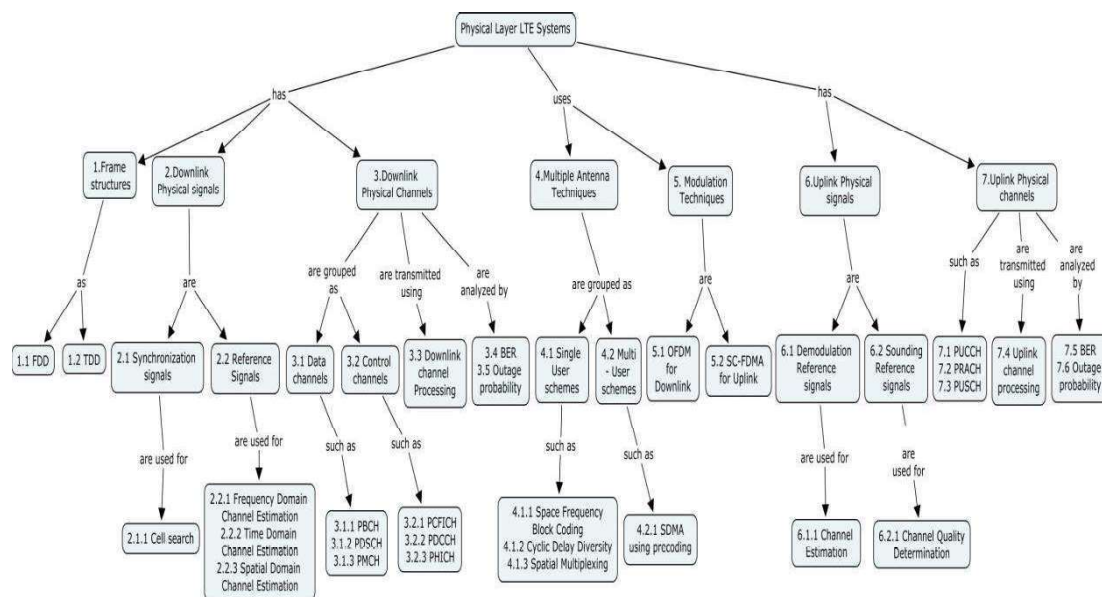 Physical Layer LTE Systems
has
uses
has
1.Frame
structures
2.Downlink
Physical signals
3.Downlink
Physical Channels
4.Multiple Antenna
Techniques
5. Modulation
Techniques
6.Uplink Physical
signals
7.Uplink Physical
channels
as
are
are grouped
as
are transmitted
using
are
analyzed by
are grouped as
are
are
such as
are
transmitted
using
are
analyzed
by
1.1 FDD
1.2 TDD
2.1 Synchronization
signals
2.2 Reference
Signals
3.1 Data
channels
3.2 Control
channels
3.3 Downlink
channel
Processing
3.4 BER
3.5 Outage
probability
4.1 Single
User
schemes
4.2 Multi
- User
schemes
5.1 OFDM
for
Downlink
5.2 SC-FDMA
for Uplink
6.1 Demodulation
Reference
signals
6.2 Sounding
Reference
signals
7.1 PUCCH
7.2 PRACH
7.3 PUSCH
7.4 Uplink
channel
processing
7.5 BER
7.6 Outage
probability
are used for
are used for
such as
such as
such as
such as
are used for
are
used for
2.1.1 Cell search
2.2.1 Frequency Domain
Channel Estimation
2.2.2 Time Domain
Channel Estimation
2.2.3 Spatial Domain
Channel Estimation
3.1.1 PBCH
3.1.2 PDSCH
3.1.3 PMCH
3.2.1 PCFICH
3.2.2 PDCCH
3.2.3 PHICH
4.1.1 Space Frequency
Block Coding
4.1.2 Cyclic Delay Diversity
4.1.3 Spatial Multiplexing
4.2.1 SDMA
using precoding
6.1.1 Channel
Estimation
6.2.1 Channel Quality
Determination